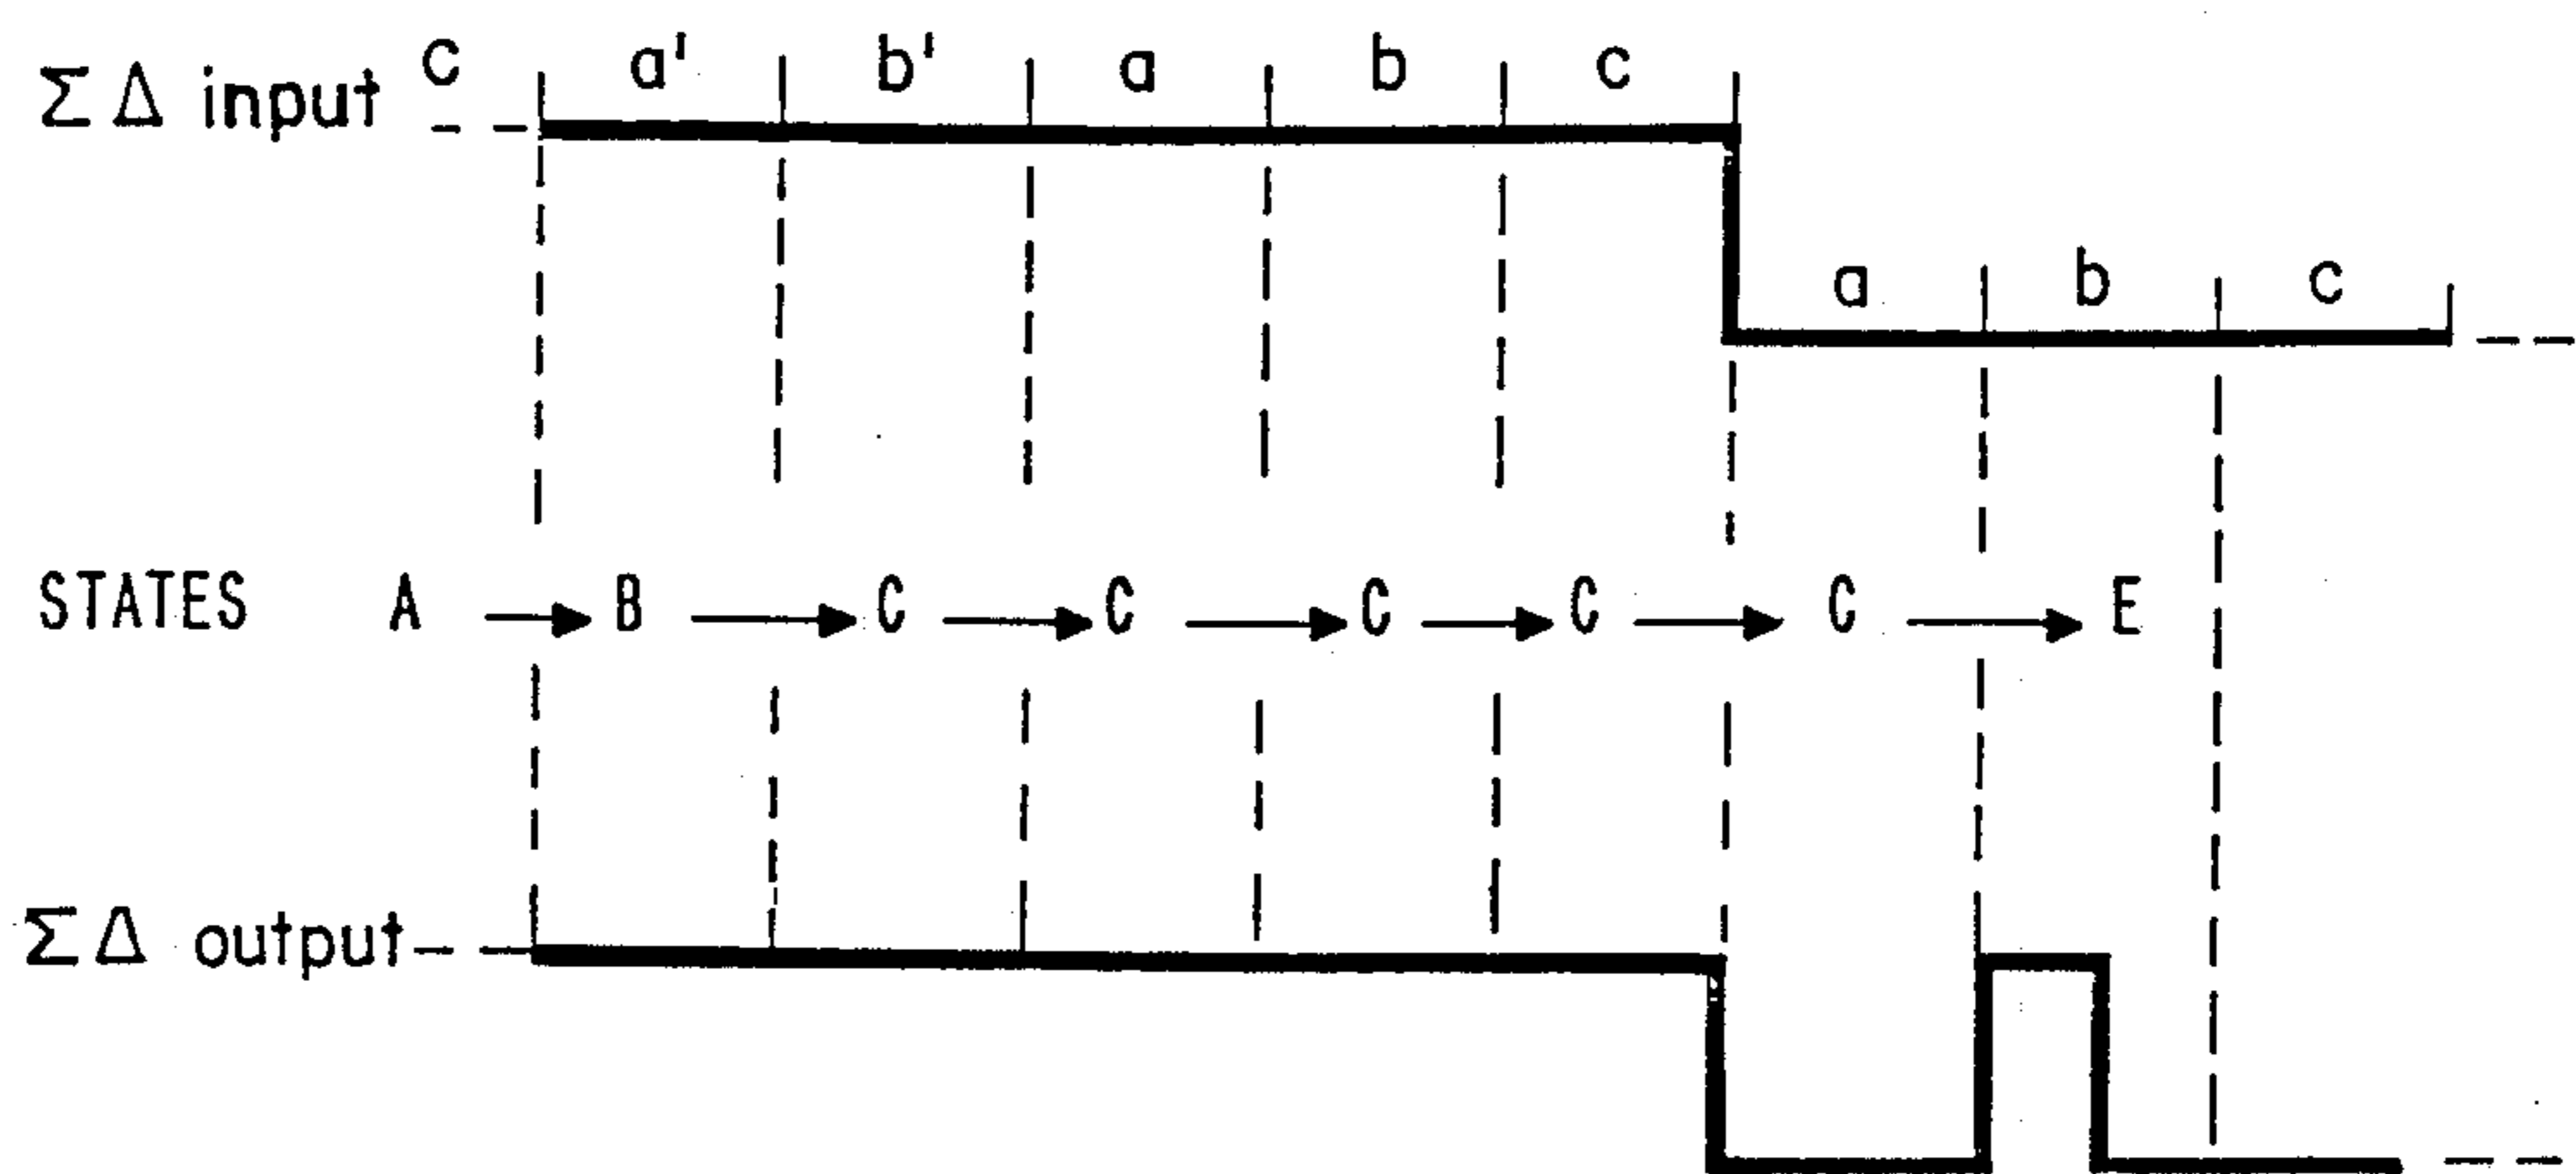 ΣΔ input c a' b' a b c
a b c
STATES A B C C C C C E
ΣΔ output